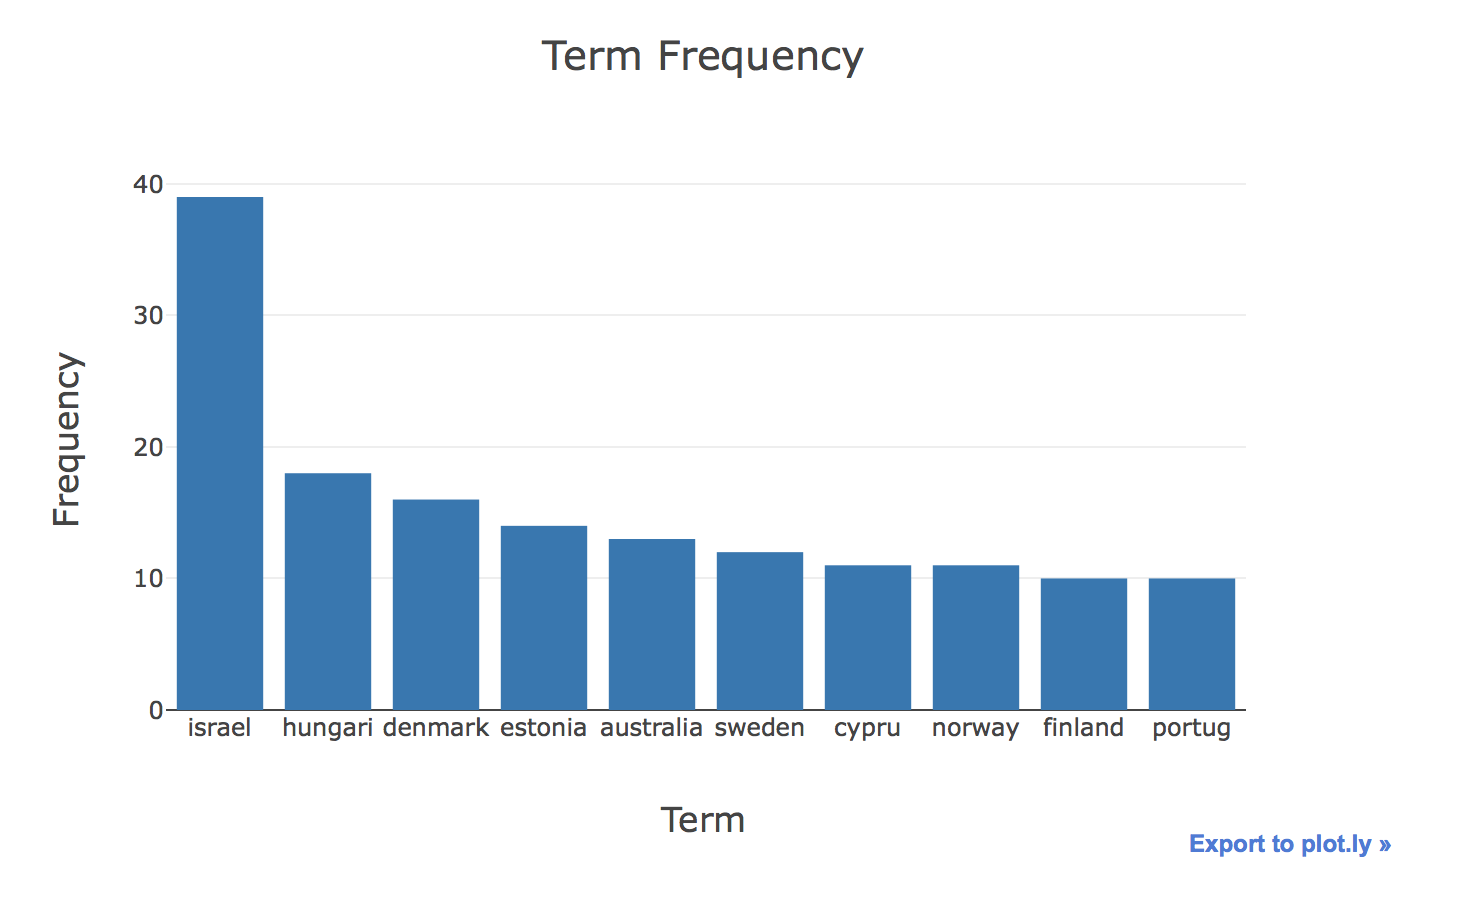 Term Frequency
40
30
20
10
0
Frequency
israel hungari denmark estonia australia sweden cypru norway finland portug
Term
Export to plot.ly »